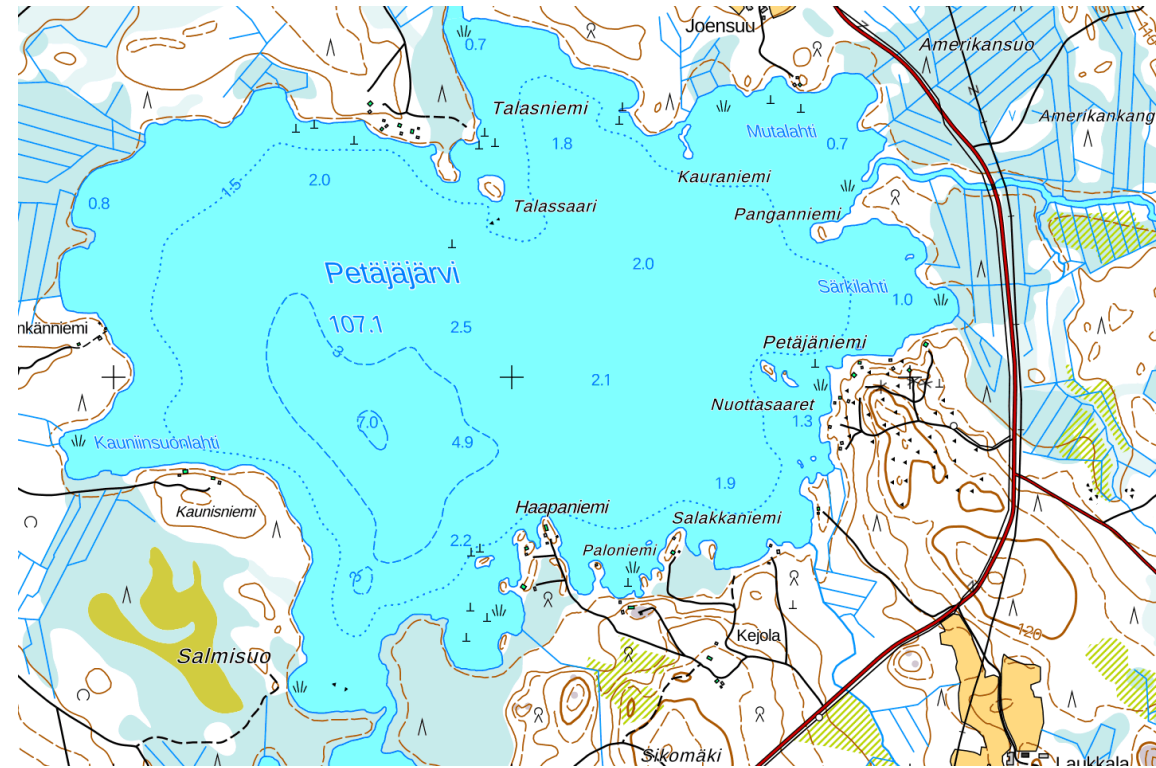 Joensuu
0.7
Amerikansuo
110
Talasniemi
Amerikankang
Mutalahti
1.8
0.7
2.0
1.5
Kauraniemi
0.8
Talassaari
Panganniemi
2.0
Petäjäjärvi
Särkilahti
1.0
107.1
2.5
nkänniemi
3
Petäjäniemi
2.1
Nuottasaaret
7.0
1.3
Kauniinsuonlahti
4.9
1.9
Kaunisniemi
Haapaniemi
Salakkaniemi
2.2
Paloniemi
3
120
Kejola
Salmisuo
Sikomäki
Laukkala